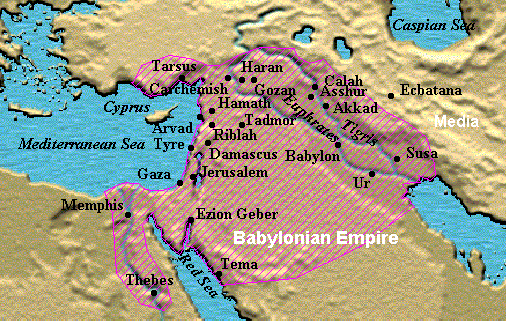 Caspian Sea
Tarsus
Haran
Carchemish
Gozan
Calah
Asshur
Ecbatana
Cyprus
Hamath
Euphrates
Akkad
Arvad
Tadmor
Tigris
Media
Mediterranean Sea
Riblah
Tyre
Damascus
Babylon
Susa
Gaza
Jerusalem
Ur
Memphis
Ezion Geber
Babylonian Empire
Red Sea
Tema
Thebes